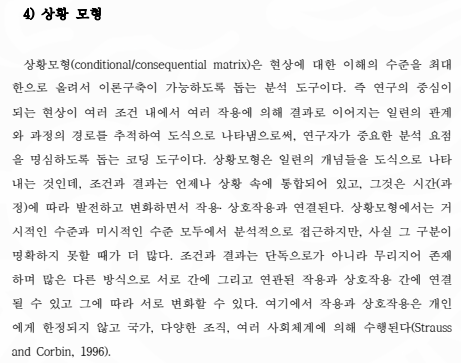 4) 상황 모형
상황모형(conditional/consequential matrix)은 현상에 대한 이해의 수준을 최대
한으로 올려서 이론구축이 가능하도록 돕는 분석 도구이다. 즉 연구의 중심이
되는 현상이 여러 조건 내에서 여러 작용에 의해 결과로 이어지는 일련의 관계
와 과정의 경로를 추적하여 도식으로 나타냄으로써, 연구자가 중요한 분석 요점
을 명심하도록 돕는 코딩 도구이다. 상황모형은 일련의 개념들을 도식으로 나타
내는 것인데, 조건과 결과는 언제나 상황 속에 통합되어 있고, 그것은 시간(과
정)에 따라 발전하고 변화하면서 작용- 상호작용과 연결된다. 상황모형에서는 거
시적인 수준과 미시적인 수준 모두에서 분석적으로 접근하지만, 사실 그 구분이
명확하지 못할 때가 더 많다. 조건과 결과는 단독으로가 아니라 무리지어 존재
하며 많은 다른 방식으로 서로 간에 그리고 연관된 작용과 상호작용 간에 연결
될 수 있고 그에 따라 서로 변화할 수 있다. 여기에서 작용과 상호작용은 개인
에게 한정되지 않고 국가, 다양한 조직, 여러 사회체계에 의해 수행된다(Strauss
and Corbin, 1996).